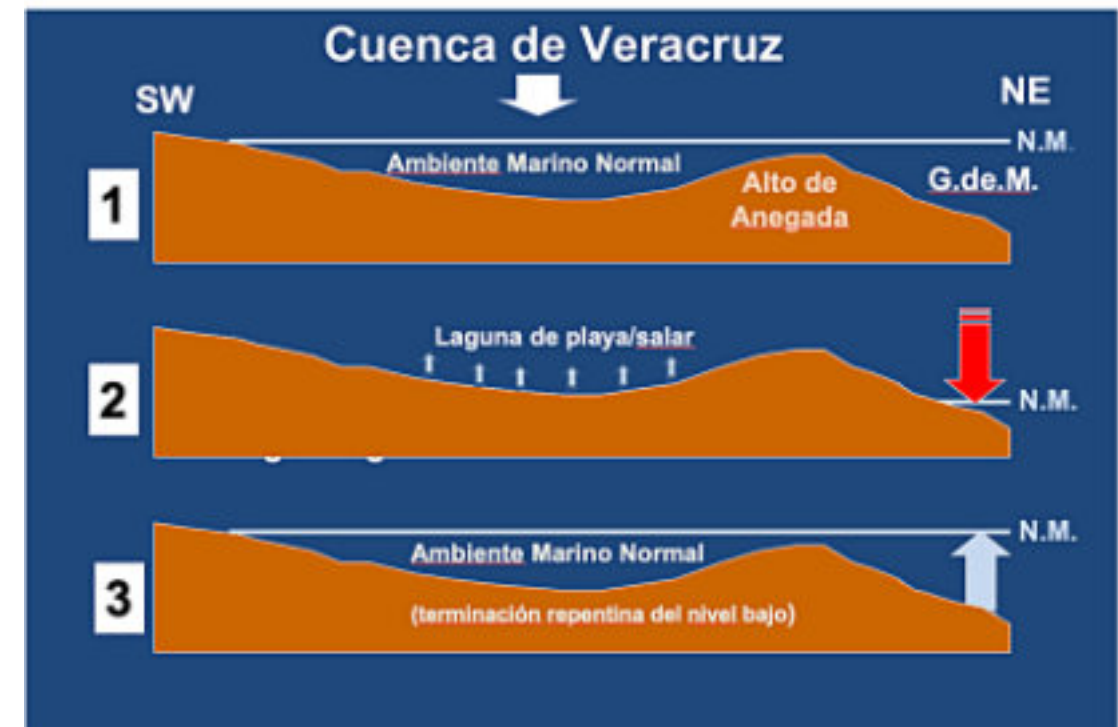 Cuenca de Veracruz
SW
NE
N.M.
Ambiente Marino Normal
1
Alto de
Anegada
G.de.M.
Laguna de playa/salar
2
N.M.
N.M.
Ambiente Marino Normal
3
(terminación repentina del nivel bajo)